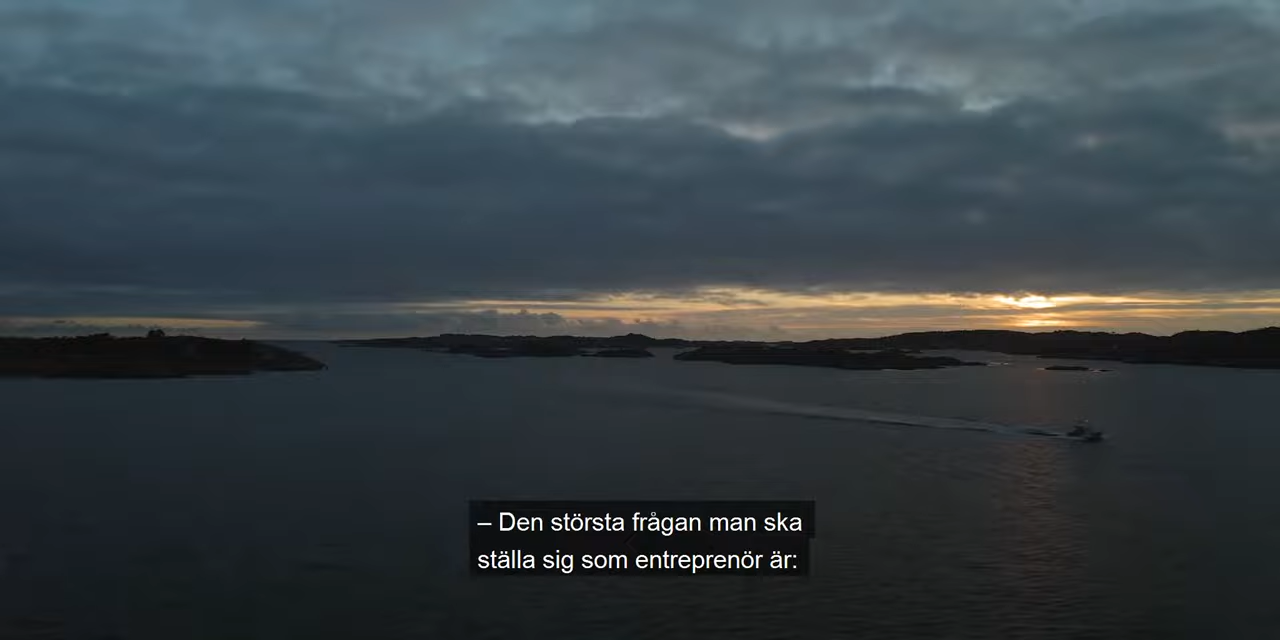 – Den största frågan man ska
ställa sig som entreprenör är: